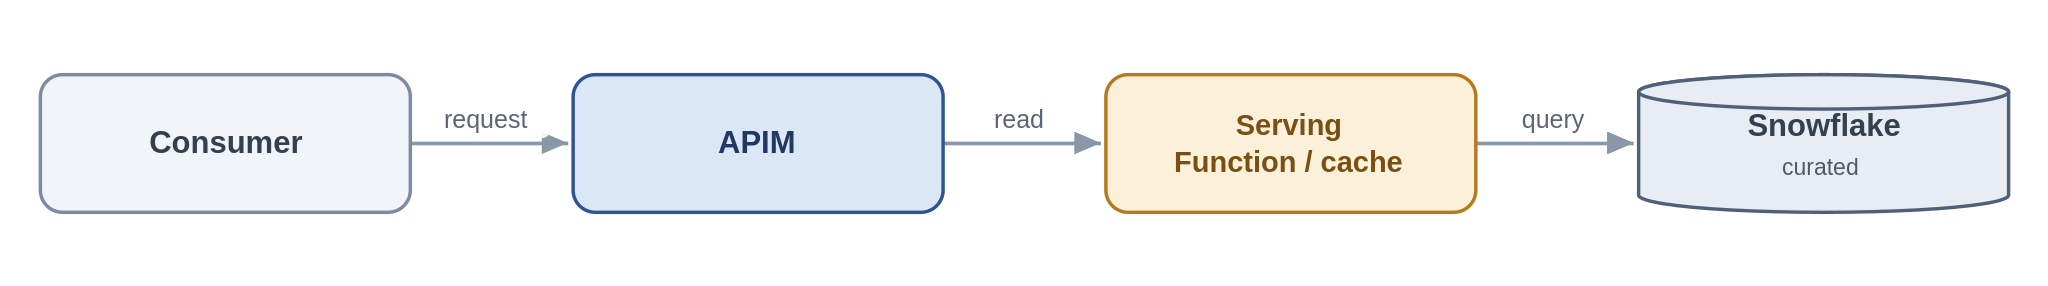 Consumer
request
APIM
read
Serving
Function / cache
query
Snowflake
curated